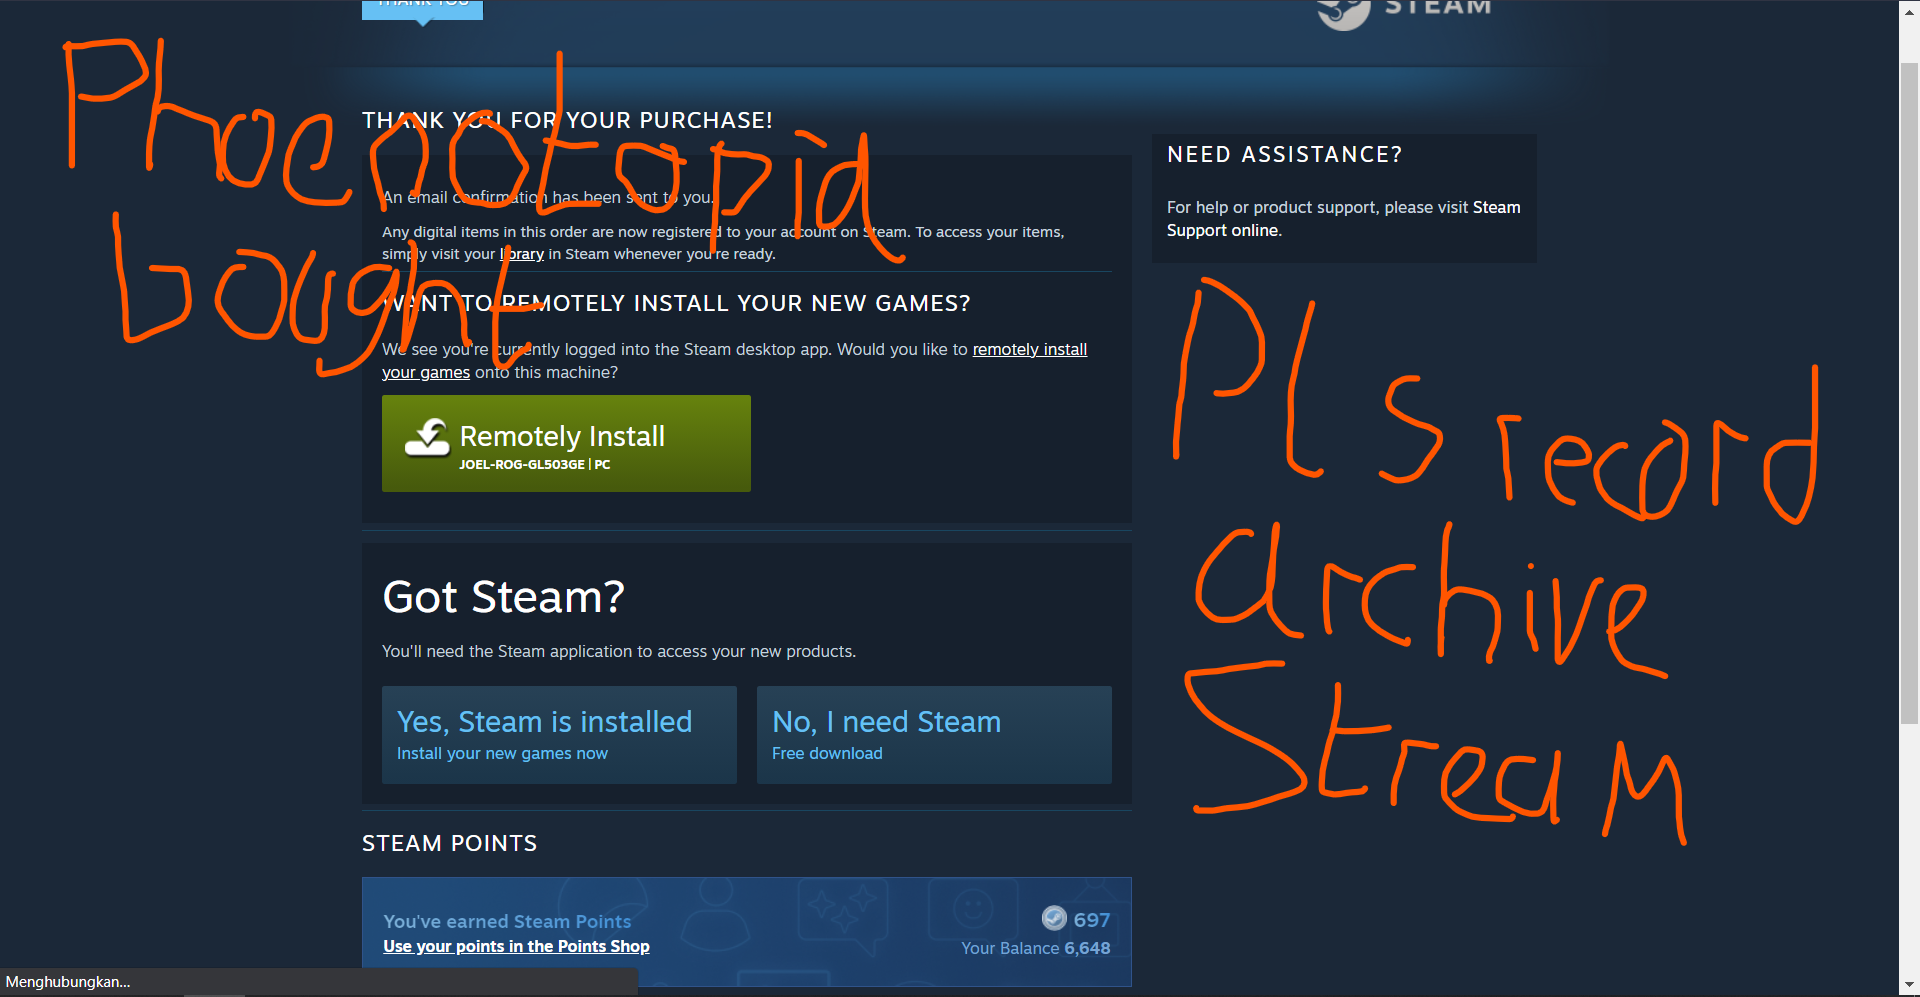 THANK YOU
STEAM
Phoenotopia
bought
THANK YOU FOR YOUR PURCHASE!
An email confirmation has been sent to you.
Any digital items in this order are now registered to your account on Steam. To access your items,
simply visit your library in Steam whenever you're ready.
WANT TO REMOTELY INSTALL YOUR NEW GAMES?
We see you're currently logged into the Steam desktop app. Would you like to remotely install
your games onto this machine?
Remotely Install
JOEL-ROG-GL503GE | PC
NEED ASSISTANCE?
For help or product support, please visit Steam
Support online.
Pls record
archive
Stream
Got Steam?
You'll need the Steam application to access your new products.
Yes, Steam is installed
Install your new games now
No, I need Steam
Free download
STEAM POINTS
You've earned Steam Points
Use your points in the Points Shop
697
Your Balance 6,648
Menghubungkan...